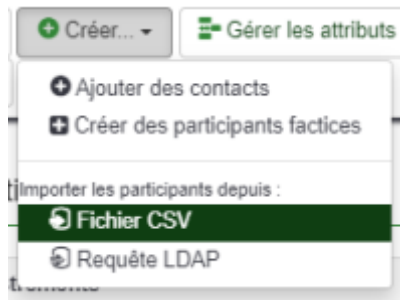 Créer...
Gérer les attributs
Ajouter des contacts
Créer des participants factices
Importer les participants depuis :
Fichier CSV
Requête LDAP